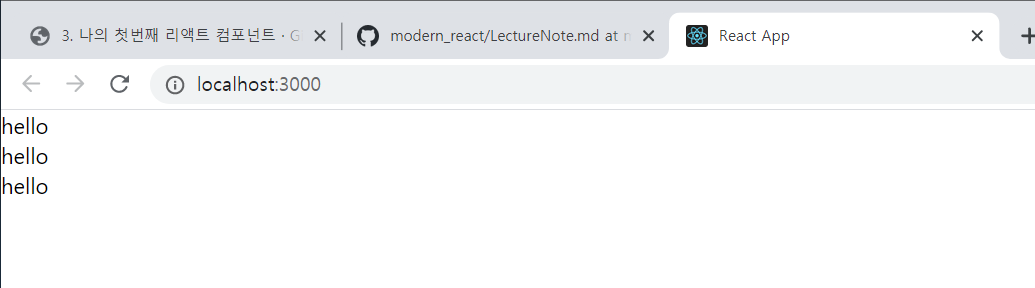 3. 나의 첫번째 리액트 컴포넌트 · G
modern_react/LectureNote.md at
React App
localhost:3000
hello
hello
hello